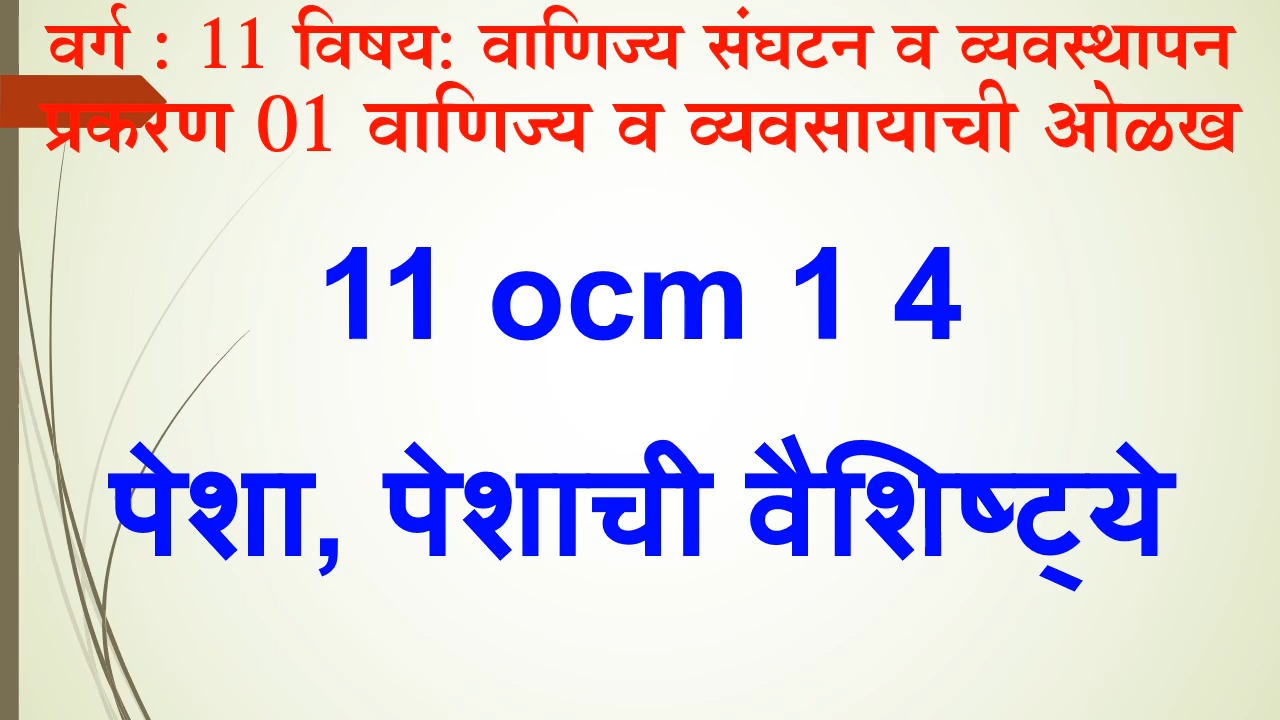 वर्ग : 11 विषय: वाणिज्य संघटन व व्यवस्थापन
प्रकरण 01 वाणिज्य व व्यवसायाची ओळख
11 ocm 1 4
पेशा, पेशाची वैशिष्ट्ये